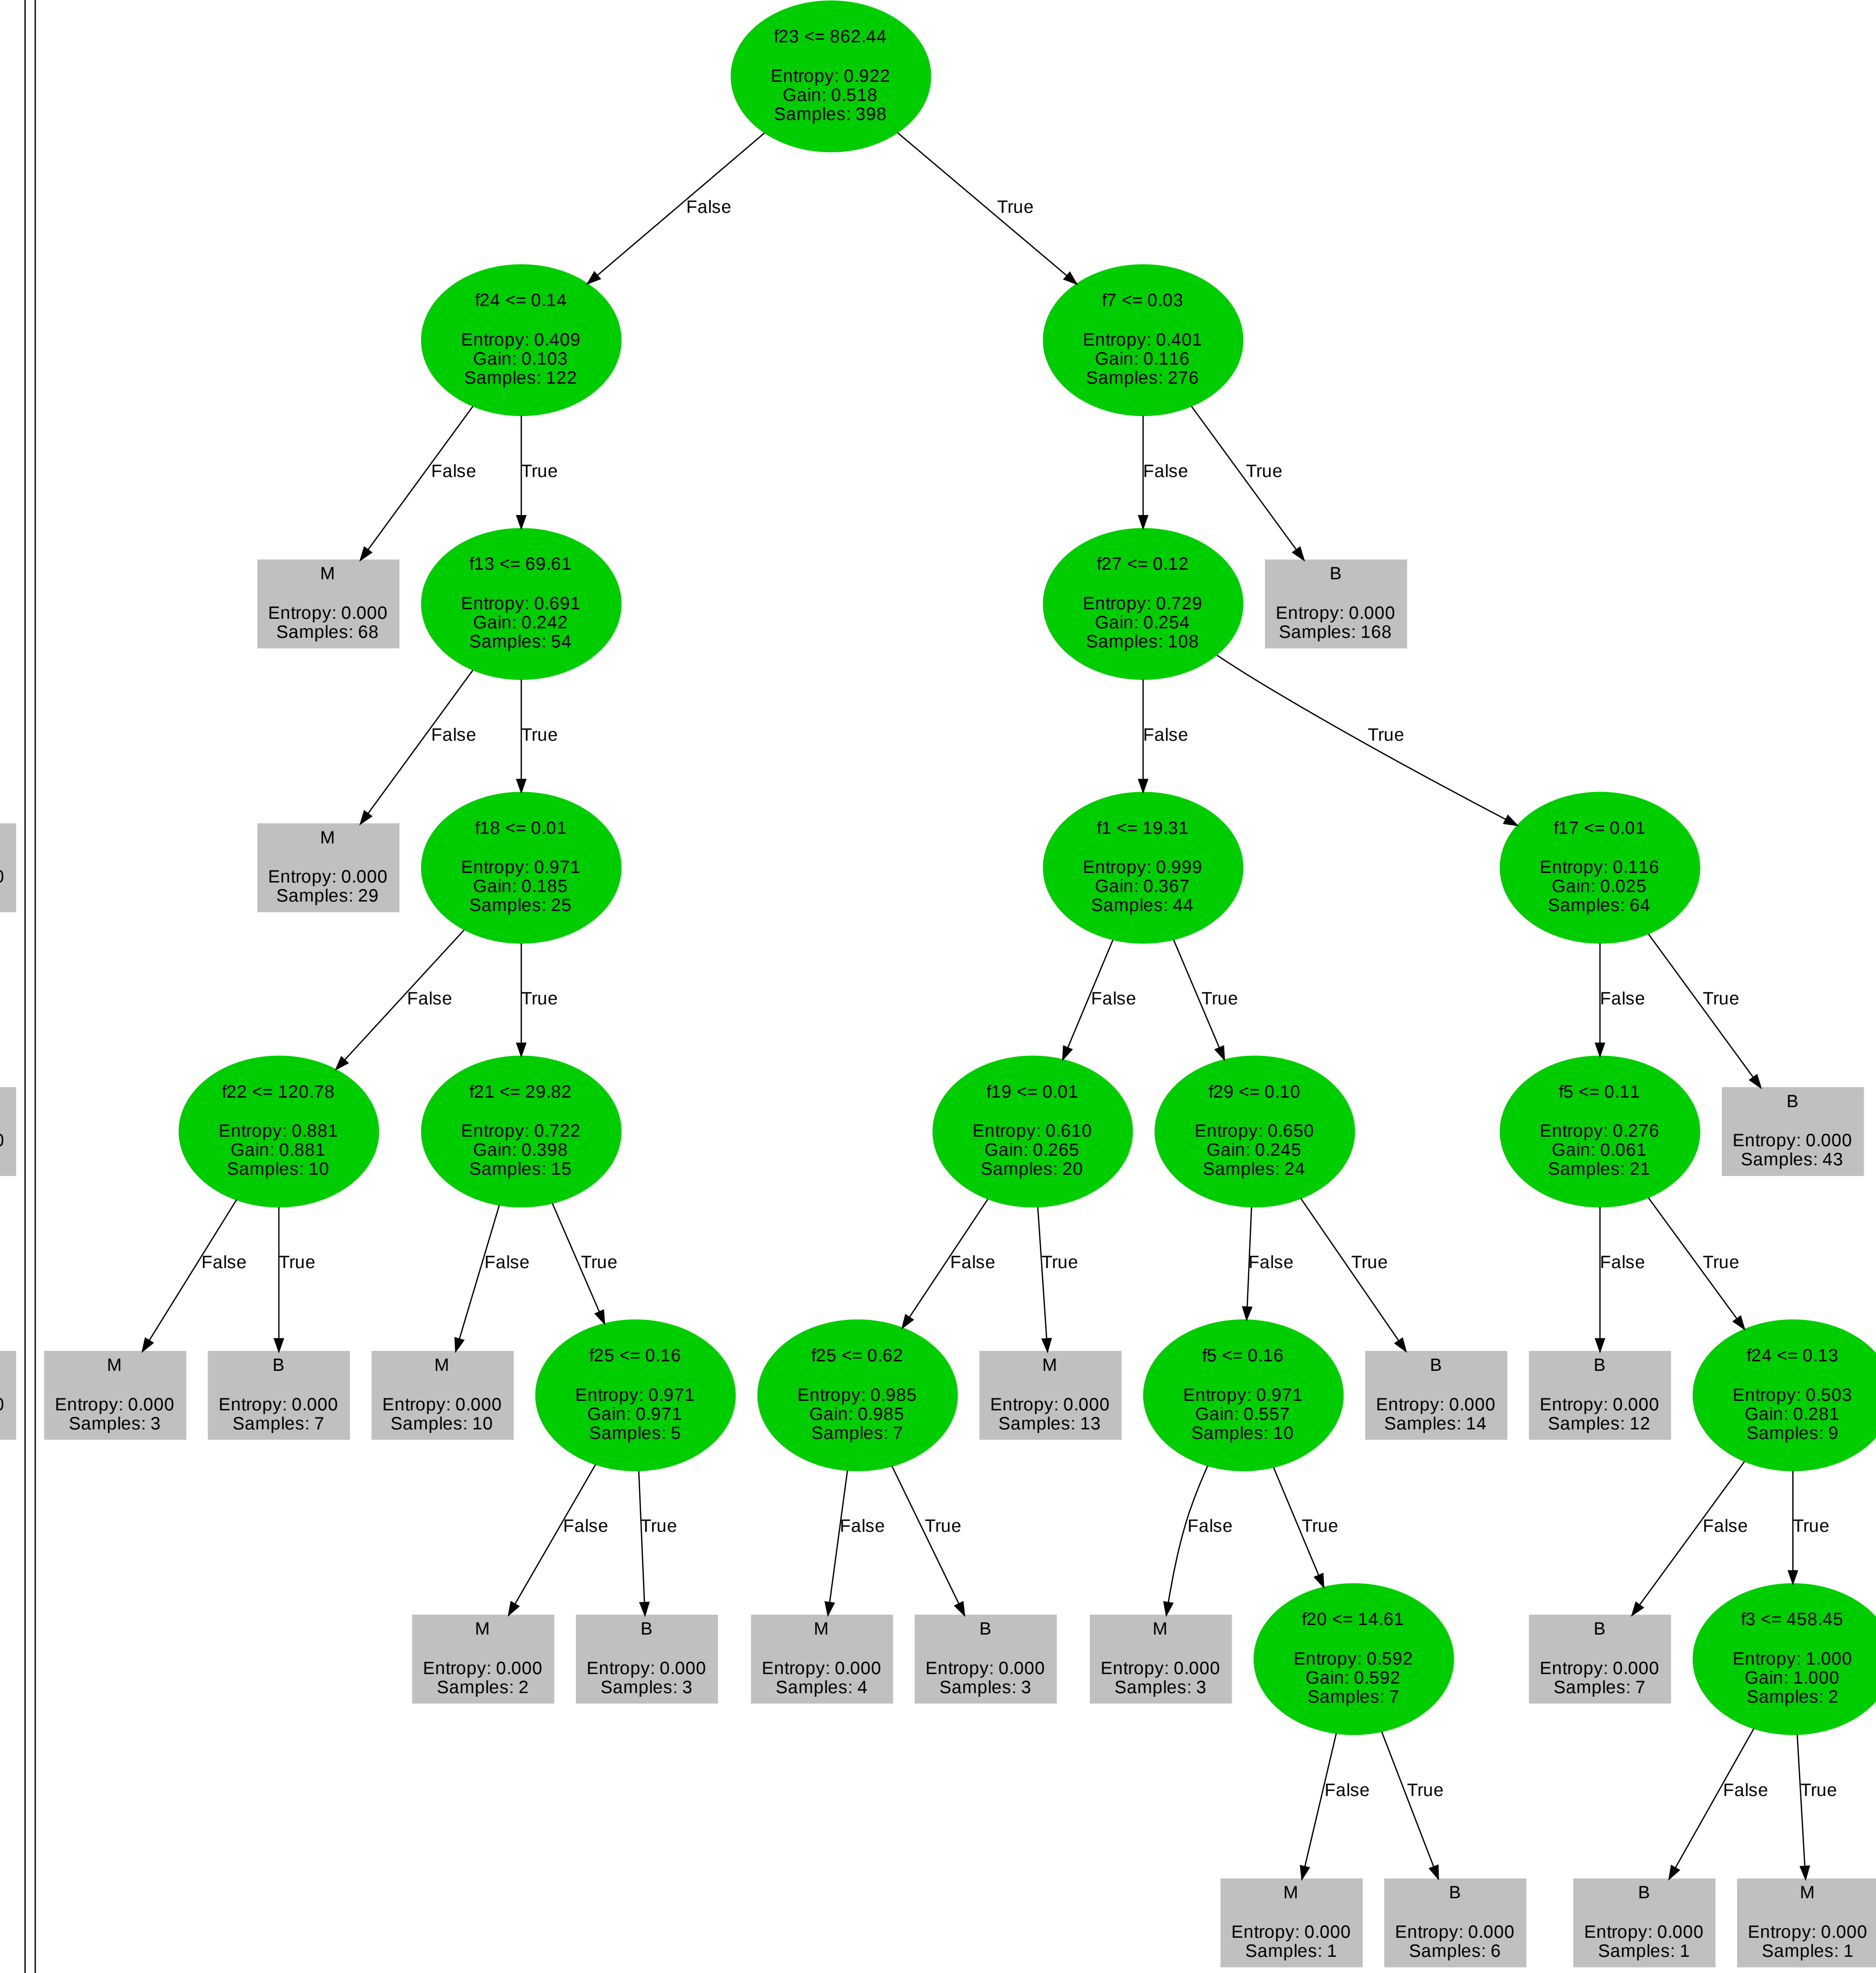 f23 <= 862.44
Entropy: 0.922
Gain: 0.518
Samples: 398
False
True
f24 <= 0.14
Entropy: 0.409
Gain: 0.103
Samples: 122
f7 <= 0.03
Entropy: 0.401
Gain: 0.116
Samples: 276
False
True
False
True
M
Entropy: 0.000
Samples: 68
f13 <= 69.61
Entropy: 0.691
Gain: 0.242
Samples: 54
f27 <= 0.12
Entropy: 0.729
Gain: 0.254
Samples: 108
B
Entropy: 0.000
Samples: 168
False
True
False
True
M
Entropy: 0.000
Samples: 29
f18 <= 0.01
Entropy: 0.971
Gain: 0.185
Samples: 25
f1 <= 19.31
Entropy: 0.999
Gain: 0.367
Samples: 44
f17 <= 0.01
Entropy: 0.116
Gain: 0.025
Samples: 64
False
True
False
True
False
True
f22 <= 120.78
Entropy: 0.881
Gain: 0.881
Samples: 10
f21 <= 29.82
Entropy: 0.722
Gain: 0.398
Samples: 15
f19 <= 0.01
Entropy: 0.610
Gain: 0.265
Samples: 20
f29 <= 0.10
Entropy: 0.650
Gain: 0.245
Samples: 24
f5 <= 0.11
Entropy: 0.276
Gain: 0.061
Samples: 21
B
Entropy: 0.000
Samples: 43
False
True
False
True
False
True
False
True
False
True
M
Entropy: 0.000
Samples: 3
B
Entropy: 0.000
Samples: 7
M
Entropy: 0.000
Samples: 10
f25 <= 0.16
Entropy: 0.971
Gain: 0.971
Samples: 5
f25 <= 0.62
Entropy: 0.985
Gain: 0.985
Samples: 7
M
Entropy: 0.000
Samples: 13
f5 <= 0.16
Entropy: 0.971
Gain: 0.557
Samples: 10
B
Entropy: 0.000
Samples: 14
B
Entropy: 0.000
Samples: 12
f24 <= 0.13
Entropy: 0.503
Gain: 0.281
Samples: 9
False
True
False
True
False
True
False
True
M
Entropy: 0.000
Samples: 2
B
Entropy: 0.000
Samples: 3
M
Entropy: 0.000
Samples: 4
B
Entropy: 0.000
Samples: 3
M
Entropy: 0.000
Samples: 3
f20 <= 14.61
Entropy: 0.592
Gain: 0.592
Samples: 7
B
Entropy: 0.000
Samples: 7
f3 <= 458.45
Entropy: 1.000
Gain: 1.000
Samples: 2
False
True
False
True
M
Entropy: 0.000
Samples: 1
B
Entropy: 0.000
Samples: 6
B
Entropy: 0.000
Samples: 1
M
Entropy: 0.000
Samples: 1